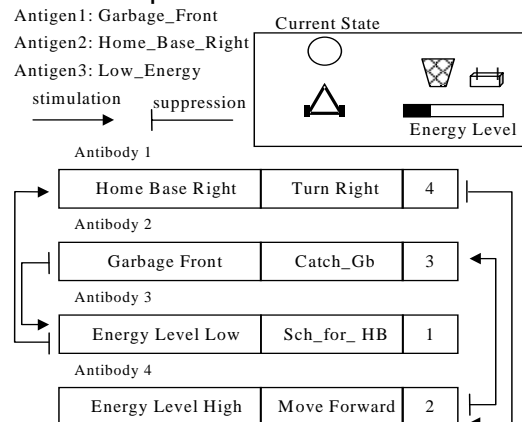 Antigen1: Garbage_Front
Current State
Antigen2: Home_Base_Right
Antigen3: Low_Energy
stimulation
suppression
Energy Level
Antibody 1
Home Base Right Turn Right 4
Antibody 2
Garbage Front Catch_Gb 3
Antibody 3
Energy Level Low Sch_for_ HB 1
Antibody 4
Energy Level High Move Forward 2